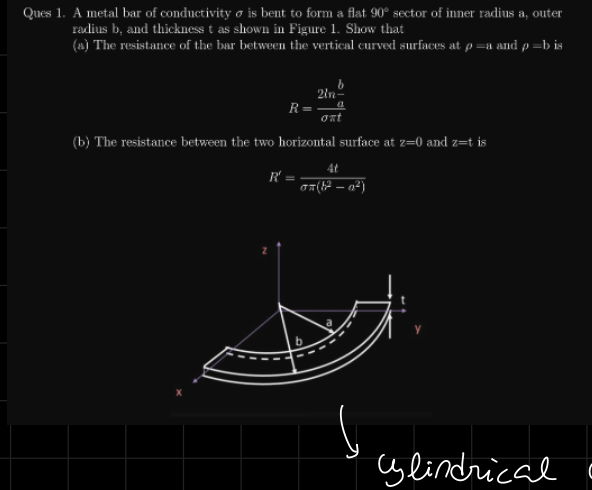 Ques 1. A metal bar of conductivity σ is bent to form a flat 90° sector of inner radius a, outer
radius b, and thickness t as shown in Figure 1. Show that
(a) The resistance of the bar between the vertical curved surfaces at ρ =a and ρ =b is
R = 2ln b/a / σπt
(b) The resistance between the two horizontal surface at z=0 and z=t is
R' = 4t / σπ(b² − a²)
z
t
a
y
b
x
cylindrical